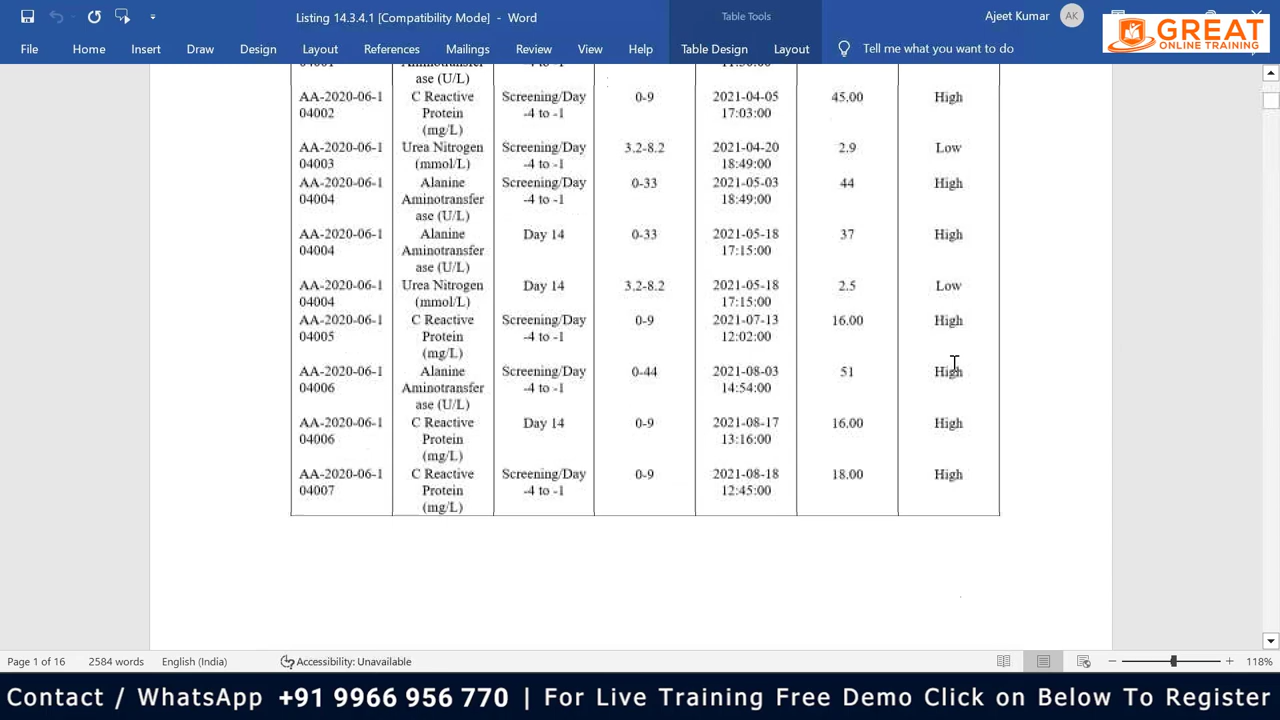 Listing 14.3.4.1 [Compatibility Mode] - Word
Table Tools
Ajeet Kumar
AK
GREAT
ONLINE TRAINING
File Home Insert Draw Design Layout References Mailings Review View Help Table Design Layout Tell me what you want to do
ase (U/L)
AA-2020-06-1 C Reactive Screening/Day 0-9 2021-04-05 45.00 High
04002 Protein -4 to -1 17:03:00
(mg/L)
AA-2020-06-1 Urea Nitrogen Screening/Day 3.2-8.2 2021-04-20 2.9 Low
04003 (mmol/L) -4 to -1 18:49:00
AA-2020-06-1 Alanine Screening/Day 0-33 2021-05-03 44 High
04004 Aminotransfer -4 to -1 18:49:00
ase (U/L)
AA-2020-06-1 Alanine Day 14 0-33 2021-05-18 37 High
04004 Aminotransfer 17:15:00
ase (U/L)
AA-2020-06-1 Urea Nitrogen Day 14 3.2-8.2 2021-05-18 2.5 Low
04004 (mmol/L) 17:15:00
AA-2020-06-1 C Reactive Screening/Day 0-9 2021-07-13 16.00 High
04005 Protein -4 to -1 12:02:00
(mg/L)
AA-2020-06-1 Alanine Screening/Day 0-44 2021-08-03 51 High
04006 Aminotransfer -4 to -1 14:54:00
ase (U/L)
AA-2020-06-1 C Reactive Day 14 0-9 2021-08-17 16.00 High
04006 Protein 13:16:00
(mg/L)
AA-2020-06-1 C Reactive Screening/Day 0-9 2021-08-18 18.00 High
04007 Protein -4 to -1 12:45:00
(mg/L)
Page 1 of 16 2584 words English (India) Accessibility: Unavailable 118%
Contact / WhatsApp +91 9966 956 770 | For Live Training Free Demo Click on Below To Register